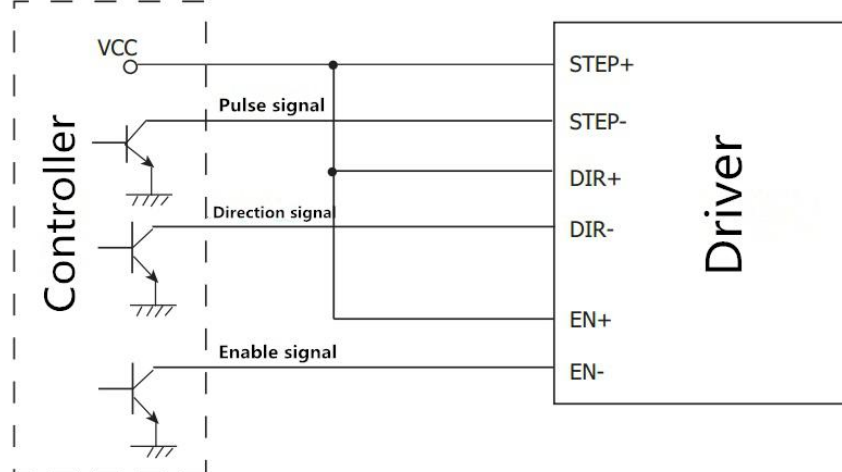 VCC
STEP+
Pulse signal
STEP-
DIR+
Direction signal
DIR-
EN+
Enable signal
EN-
Controller
Driver